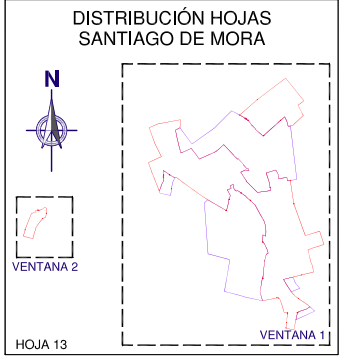 DISTRIBUCIÓN HOJAS
SANTIAGO DE MORA
N
VENTANA 2
VENTANA 1
HOJA 13